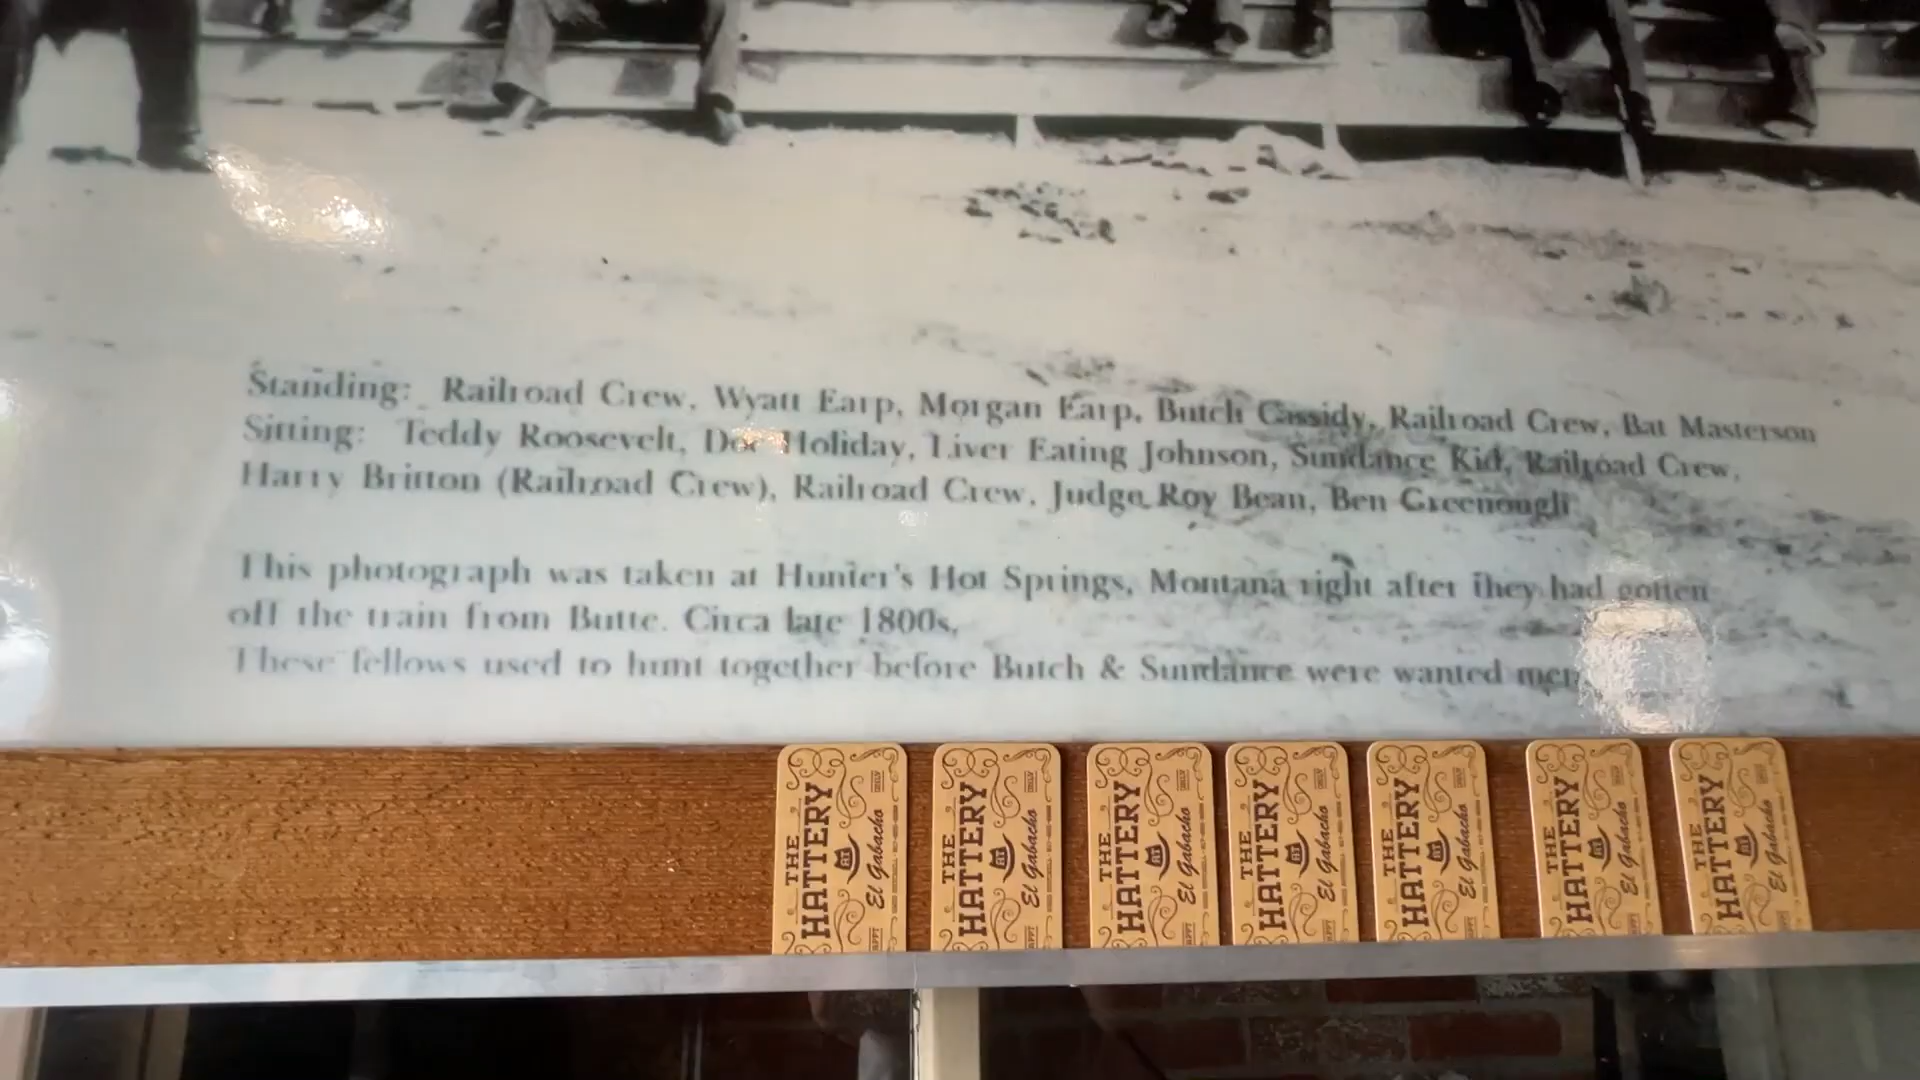 Standing: Railroad Crew, Wyatt Earp, Morgan Earp, Butch Cassidy, Railroad Crew, Bat Masterson
Sitting: Teddy Roosevelt, Doc Holiday, Liver Eating Johnson, Sundance Kid, Railroad Crew,
Harry Britton (Railroad Crew), Railroad Crew, Judge Roy Bean, Ben Greenough
This photograph was taken at Hunter's Hot Springs, Montana right after they had gotten
off the train from Butte. Circa late 1800s.
These fellows used to hunt together before Butch & Sundance were wanted men
THE HATTERY
El Gabacho
THE HATTERY
El Gabacho
THE HATTERY
El Gabacho
THE HATTERY
El Gabacho
THE HATTERY
El Gabacho
THE HATTERY
El Gabacho
THE HATTERY
El Gabacho